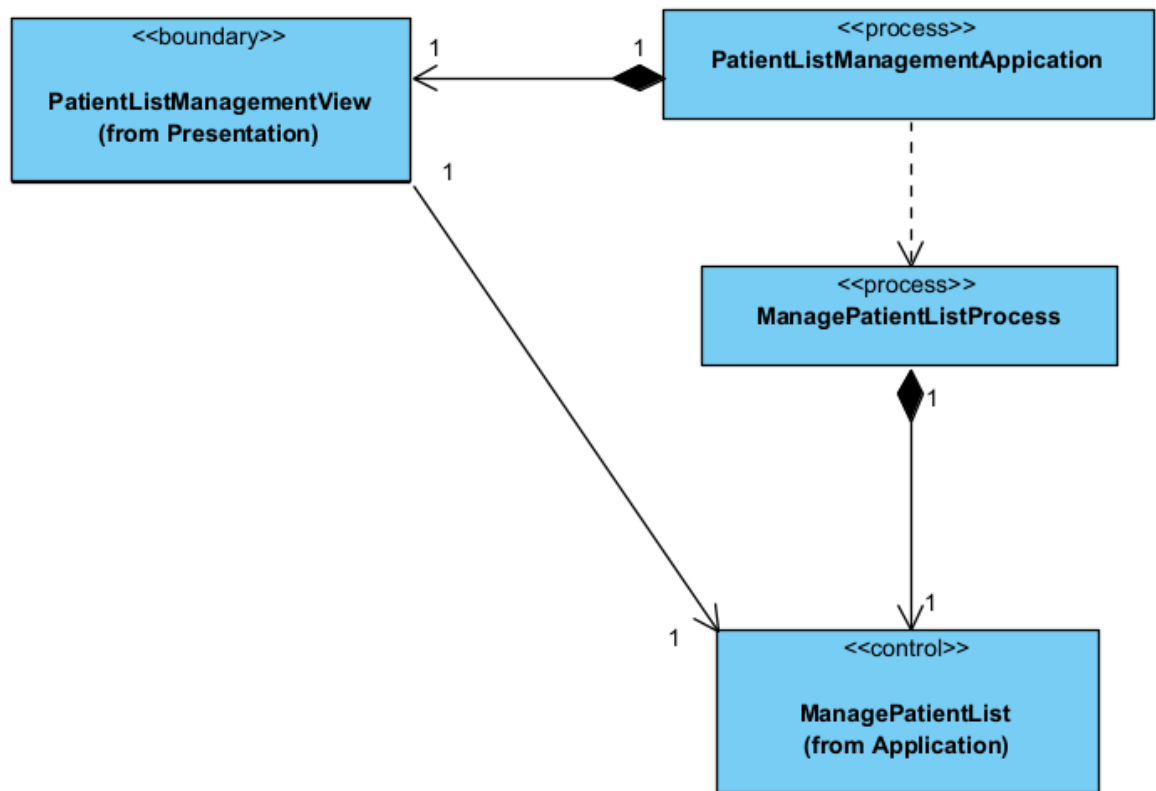 <<boundary>>
PatientListManagementView
(from Presentation)
1
1
<<process>>
PatientListManagementAppication
1
<<process>>
ManagePatientListProcess
1
1
1
<<control>>
ManagePatientList
(from Application)